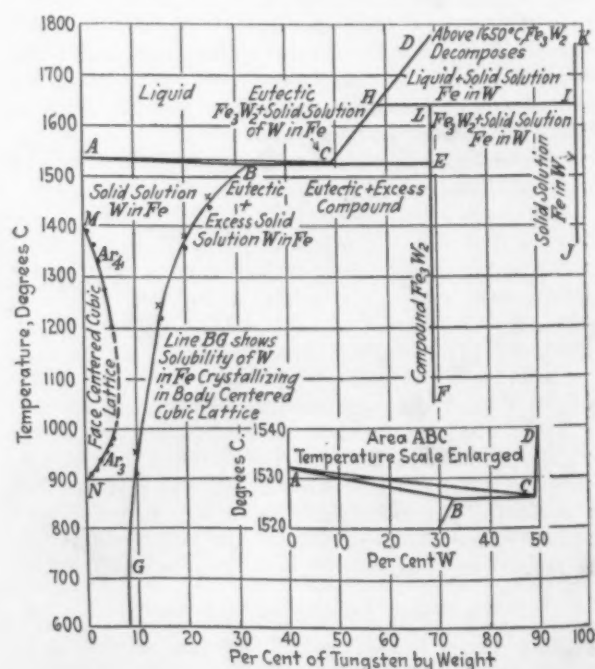 1800
1700
1600
1500
1400
1300
1200
1100
1000
900
800
700
600
Temperature, Degrees C
D
Above 1650°C, Fe3W2
Decomposes
K
Liquid
Eutectic
Fe3W2+Solid Solution
of W in Fe
H
Liquid+Solid Solution
Fe in W
I
L
Fe3W2+Solid Solution
Fe in W
A
C
B
E
Solid Solution
W in Fe
Eutectic
+
Excess Solid
Solution W in Fe
Eutectic+Excess
Compound
Solid Solution
Fe in W
J
M
Ar4
Face Centered Cubic
Lattice
Ar3
N
Line BG shows
Solubility of W
in Fe Crystallizing
in Body Centered
Cubic Lattice
Compound Fe3W2
F
G
1540
1530
1520
Degrees C.
Area ABC
Temperature Scale Enlarged
D
A
B
C
0 10 20 30 40 50
Per Cent W
0 10 20 30 40 50 60 70 80 90 100
Per Cent of Tungsten by Weight